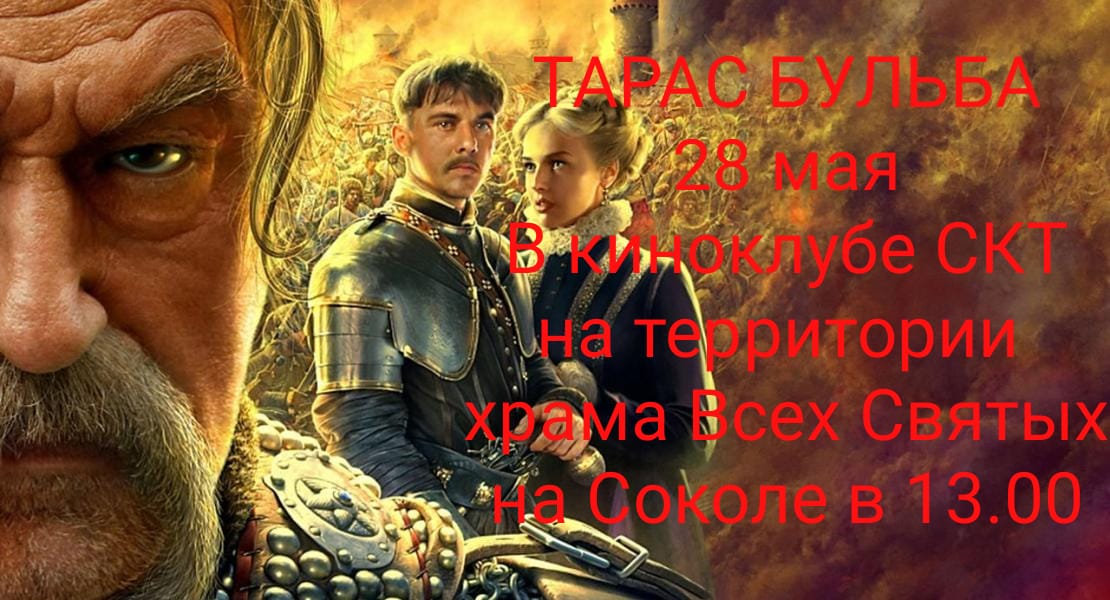 ТАРАС БУЛЬБА
28 мая
В киноклубе СКТ
на территории
храма Всех Святых
на Соколе в 13.00